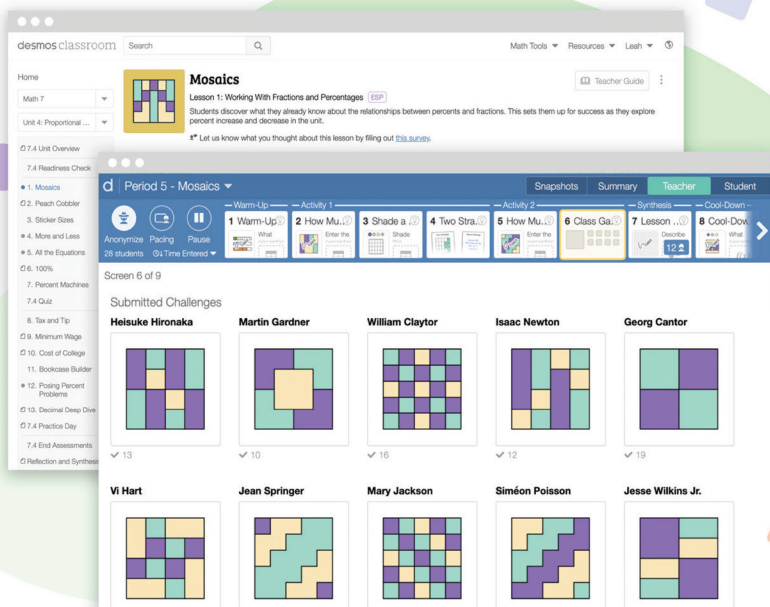 desmos classroom
Search
Math Tools
Resources
Leah
Home
Math 7
Unit 4: Proportional ...
7.4 Unit Overview
7.4 Readiness Check
1. Mosaics
2. Peach Cobbler
3. Sticker Sizes
4. More and Less
5. All the Equations
6. 100%
7. Percent Machines
7.4 Quiz
8. Tax and Tip
9. Minimum Wage
10. Cost of College
11. Bookcase Builder
12. Posing Percent
Problems
13. Decimal Deep Dive
7.4 Practice Day
7.4 End Assessments
Reflection and Synthesis
Mosaics
Teacher Guide
Lesson 1: Working With Fractions and Percentages ESP
Students discover what they already know about the relationships between percents and fractions. This sets them up for success as they explore
percent increase and decrease in the unit.
Let us know what you thought about this lesson by filling out this survey.
d Period 5 - Mosaics
Snapshots
Summary
Teacher
Student
Anonymize
Pacing
Pause
28 students
Time Entered
Warm-Up
Activity 1
Activity 2
Synthesis
Cool-Down
1 Warm-Up
What
2 How Mu..
Enter the
3 Shade a
Shade
4 Two Stra..
5 How Mu..
Enter the
6 Class Ga..
7 Lesson ..
Describe
12
8 Cool-Dow
What
Screen 6 of 9
Submitted Challenges
Heisuke Hironaka
Martin Gardner
William Claytor
Isaac Newton
Georg Cantor
13
10
16
12
19
Vi Hart
Jean Springer
Mary Jackson
Siméon Poisson
Jesse Wilkins Jr.